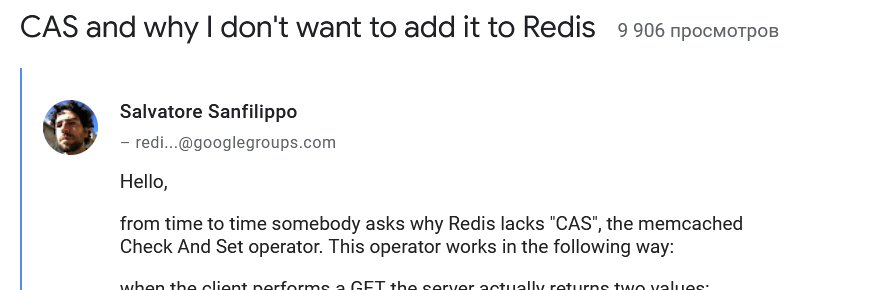 CAS and why I don't want to add it to Redis 9 906 просмотров
Salvatore Sanfilippo
– redi...@googlegroups.com
Hello,
from time to time somebody asks why Redis lacks "CAS", the memcached
Check And Set operator. This operator works in the following way:
when the client performs a GET the server actually returns two values: